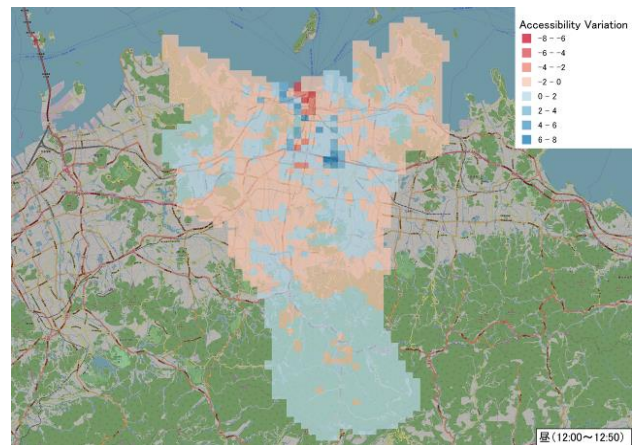 Accessibility Variation
-8 - -6
-6 - -4
-4 - -2
-2 - 0
0 - 2
2 - 4
4 - 6
6 - 8
昼(12:00～12:50)